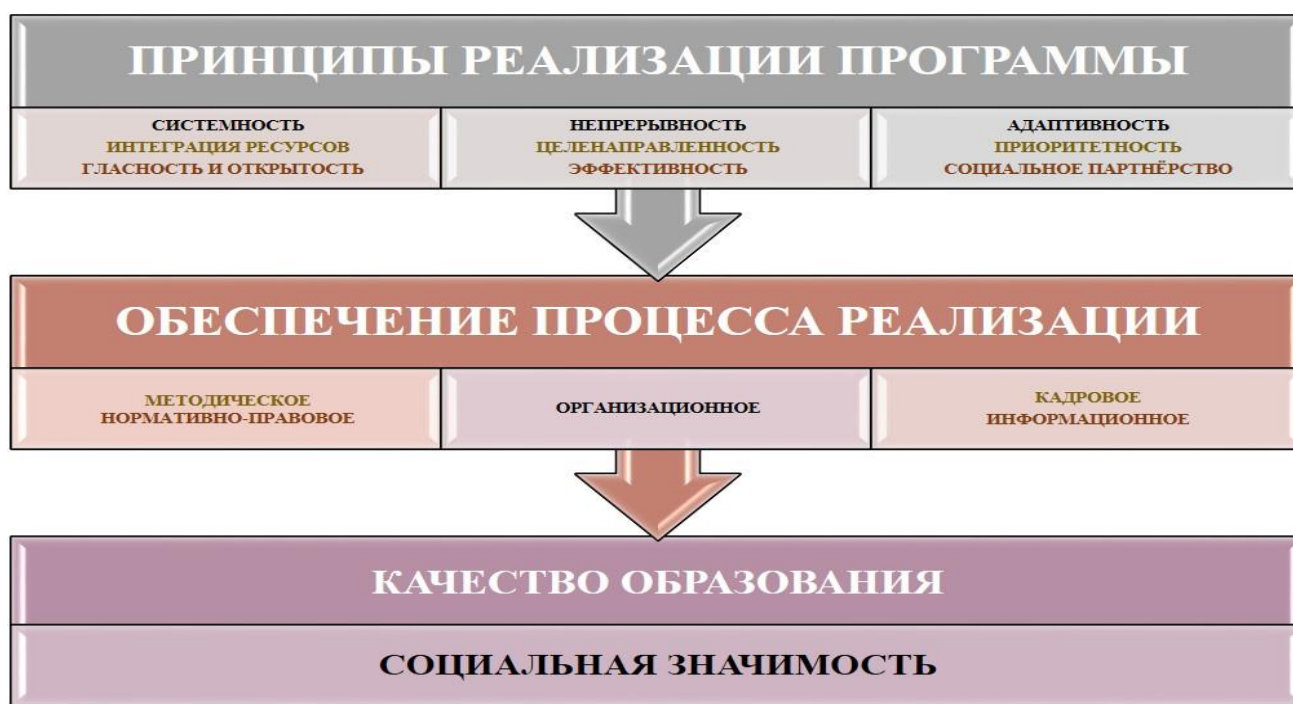 ПРИНЦИПЫ РЕАЛИЗАЦИИ ПРОГРАММЫ
СИСТЕМНОСТЬ
ИНТЕГРАЦИЯ РЕСУРСОВ
ГЛАСНОСТЬ И ОТКРЫТОСТЬ
НЕПРЕРЫВНОСТЬ
ЦЕЛЕНАПРАВЛЕННОСТЬ
ЭФФЕКТИВНОСТЬ
АДАПТИВНОСТЬ
ПРИОРИТЕТНОСТЬ
СОЦИАЛЬНОЕ ПАРТНЁРСТВО
ОБЕСПЕЧЕНИЕ ПРОЦЕССА РЕАЛИЗАЦИИ
МЕТОДИЧЕСКОЕ
НОРМАТИВНО-ПРАВОВОЕ
ОРГАНИЗАЦИОННОЕ
КАДРОВОЕ
ИНФОРМАЦИОННОЕ
КАЧЕСТВО ОБРАЗОВАНИЯ
СОЦИАЛЬНАЯ ЗНАЧИМОСТЬ